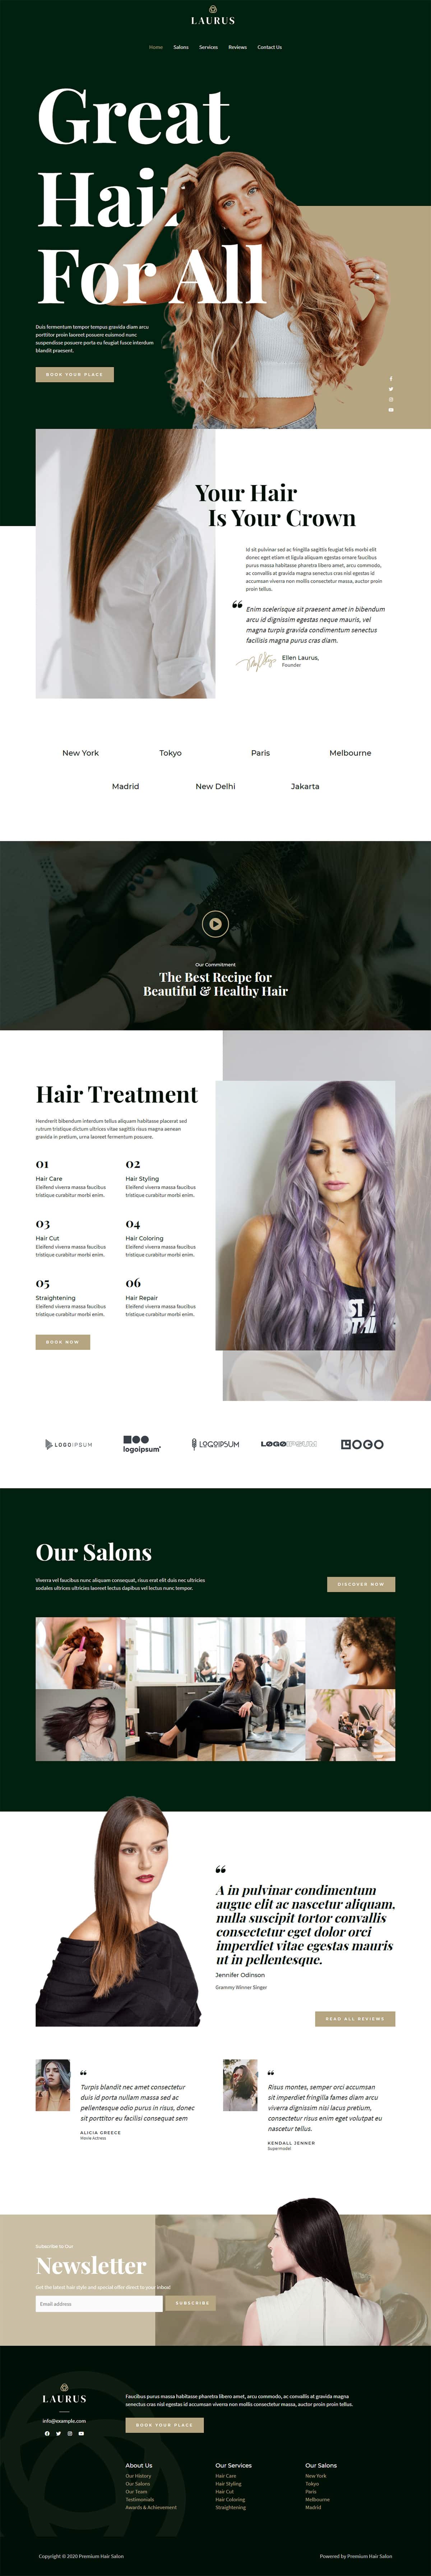 LAURUS
Home Salons Services Reviews Contact Us
Great
Hair
For All
Duis fermentum tempor tempus gravida diam arcu
porttitor proin laoreet posuere euismod nunc
suspendisse posuere porta eu feugiat fusce interdum
blandit praesent.
BOOK YOUR PLACE
Your Hair
Is Your Crown
Id sit pulvinar sed ac fringilla sagittis feugiat felis morbi elit
donec eget etiam et ligula aliquam egestas ornare faucibus
purus massa habitasse pharetra libero amet, arcu commodo,
ac convallis at gravida magna senectus cras nisl egestas id
accumsan viverra non mollis consectetur massa, auctor proin
proin tellus.
Enim scelerisque sit praesent amet in bibendum
arcu id dignissim egestas neque mauris, vel
magna turpis gravida condimentum senectus
facilisis magna purus cras diam.
Ellen Laurus,
Founder
New York Tokyo Paris Melbourne
Madrid New Delhi Jakarta
Our Commitment
The Best Recipe for
Beautiful & Healthy Hair
Hair Treatment
Hendrerit bibendum interdum tellus aliquam habitasse placerat sed
rutrum tristique dictum ultrices vitae sagittis risus magna aenean
gravida in pretium, urna laoreet fermentum posuere.
01
Hair Care
Eleifend viverra massa faucibus
tristique curabitur morbi enim.
02
Hair Styling
Eleifend viverra massa faucibus
tristique curabitur morbi enim.
03
Hair Cut
Eleifend viverra massa faucibus
tristique curabitur morbi enim.
04
Hair Coloring
Eleifend viverra massa faucibus
tristique curabitur morbi enim.
05
Straightening
Eleifend viverra massa faucibus
tristique curabitur morbi enim.
06
Hair Repair
Eleifend viverra massa faucibus
tristique curabitur morbi enim.
BOOK NOW
LOGOIPSUM
logoipsum
LOGOIPSUM
LOGOIPSUM
LOGO
Our Salons
Viverra vel faucibus nunc aliquam consequat, risus erat elit duis nec ultricies
sodales ultrices ultricies laoreet lectus dapibus vel lectus nunc tempor.
DISCOVER NOW
A in pulvinar condimentum
augue elit ac nascetur aliquam,
nulla suscipit tortor convallis
consectetur eget dolor orci
imperdiet vitae egestas mauris
ut in pellentesque.
Jennifer Odinson
Grammy Winner Singer
READ ALL REVIEWS
Turpis blandit nec amet consectetur
duis id porta nullam massa sed ac
pellentesque odio purus in risus, donec
sit porttitor eu facilisi consequat sem
ALICIA GREECE
Movie Actress
Risus montes, semper orci accumsan
sit imperdiet fringilla fames diam arcu
viverra dignissim nisi lacus pretium,
consectetur risus enim eget volutpat eu
nascetur tellus.
KENDALL JENNER
Supermodel
Subscribe to Our
Newsletter
Get the latest hair style and special offer direct to your inbox!
Email address
SUBSCRIBE
LAURUS
info@example.com
Faucibus purus massa habitasse pharetra libero amet, arcu commodo, ac convallis at gravida magna
senectus cras nisl egestas id accumsan viverra non mollis consectetur massa, auctor proin proin tellus.
BOOK YOUR PLACE
About Us
Our History
Our Salons
Our Team
Testimonials
Awards & Achievement
Our Services
Hair Care
Hair Styling
Hair Cut
Hair Coloring
Straightening
Our Salons
New York
Tokyo
Paris
Melbourne
Madrid
Copyright © 2020 Premium Hair Salon
Powered by Premium Hair Salon